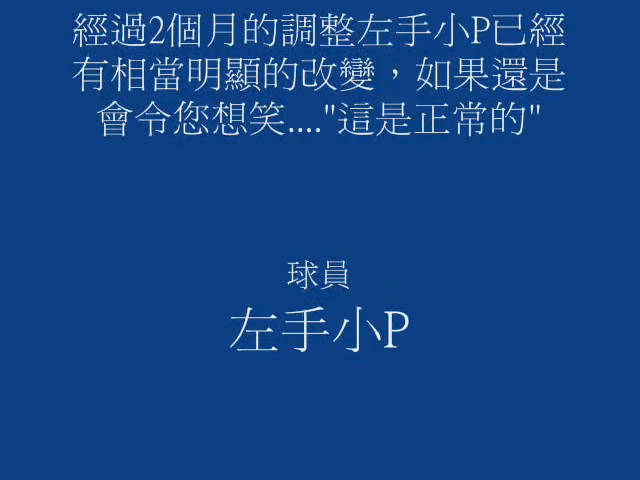 經過2個月的調整左手小P已經
有相當明顯的改變，如果還是
會令您想笑...."這是正常的"
球員
左手小P